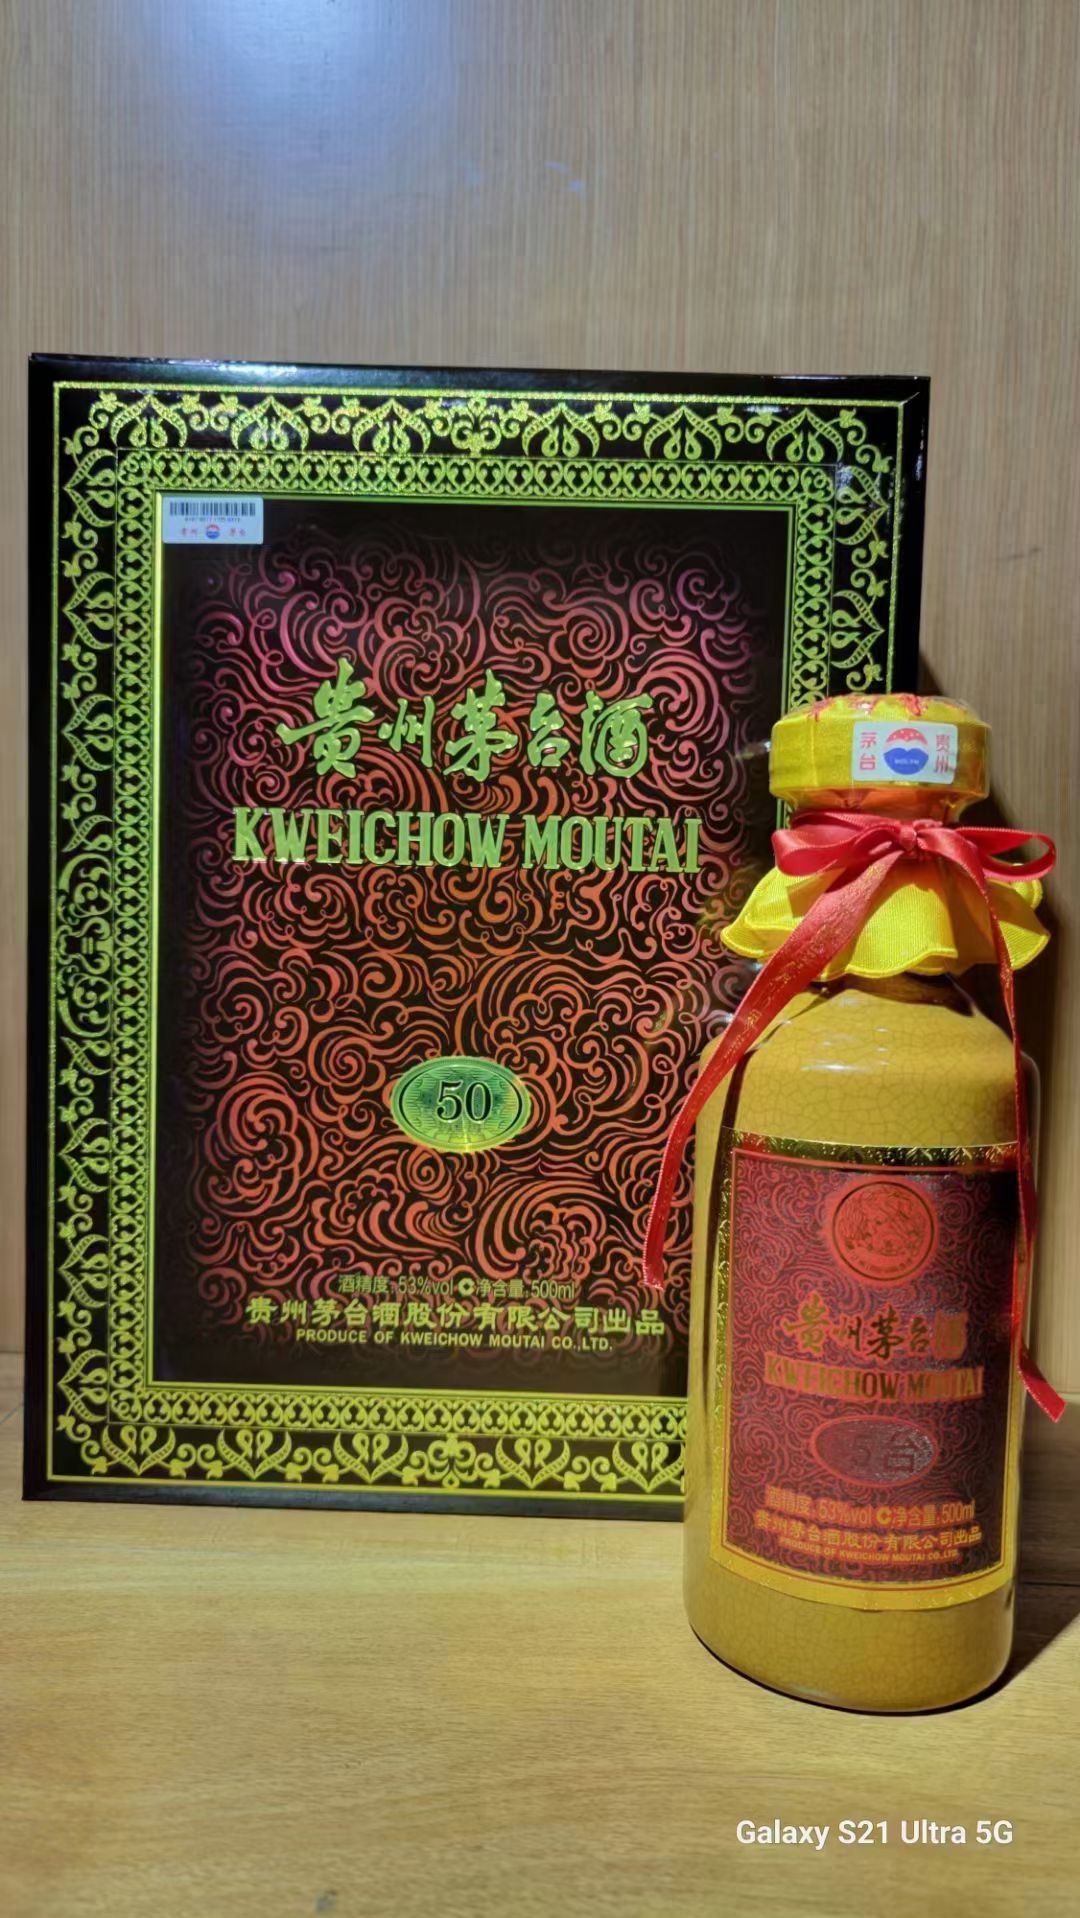 贵州 茅台
贵州茅台酒
KWEICHOW MOUTAI
50
酒精度:53%vol 净含量:500ml
贵州茅台酒股份有限公司出品
PRODUCE OF KWEICHOW MOUTAI CO.,LTD.
茅台 贵州
贵州茅台酒
KWEICHOW MOUTAI
酒精度:53%vol 净含量:500ml
贵州茅台酒股份有限公司出品
PRODUCE OF KWEICHOW MOUTAI CO.,LTD.
Galaxy S21 Ultra 5G